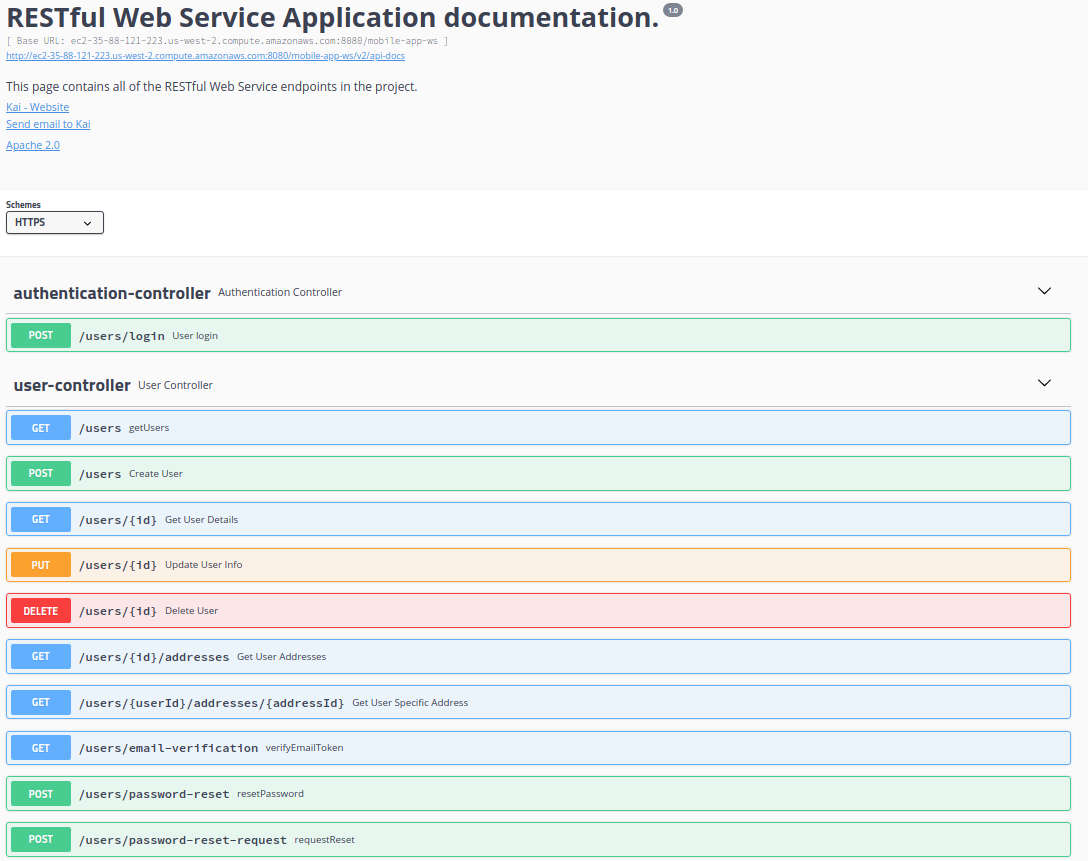 RESTful Web Service Application documentation. 1.0
[ Base URL: ec2-35-88-121-223.us-west-2.compute.amazonaws.com:8080/mobile-app-ws ]
http://ec2-35-88-121-223.us-west-2.compute.amazonaws.com:8080/mobile-app-ws/v2/api-docs
This page contains all of the RESTful Web Service endpoints in the project.
Kai - Website
Send email to Kai
Apache 2.0
Schemes
HTTPS
authentication-controller Authentication Controller
POST /users/login User login
user-controller User Controller
GET /users getUsers
POST /users Create User
GET /users/{id} Get User Details
PUT /users/{id} Update User Info
DELETE /users/{id} Delete User
GET /users/{id}/addresses Get User Addresses
GET /users/{userId}/addresses/{addressId} Get User Specific Address
GET /users/email-verification verifyEmailToken
POST /users/password-reset resetPassword
POST /users/password-reset-request requestReset